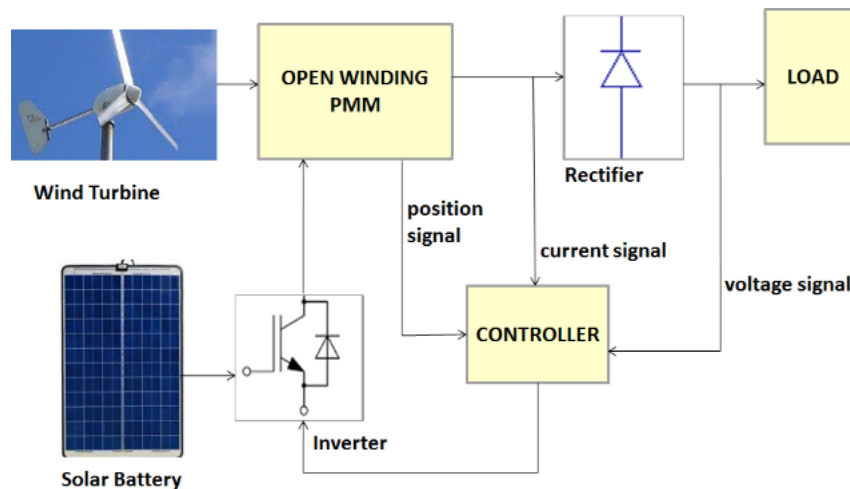 OPEN WINDING
PMM
LOAD
Wind Turbine
Rectifier
position
signal
current signal
voltage signal
CONTROLLER
Inverter
Solar Battery